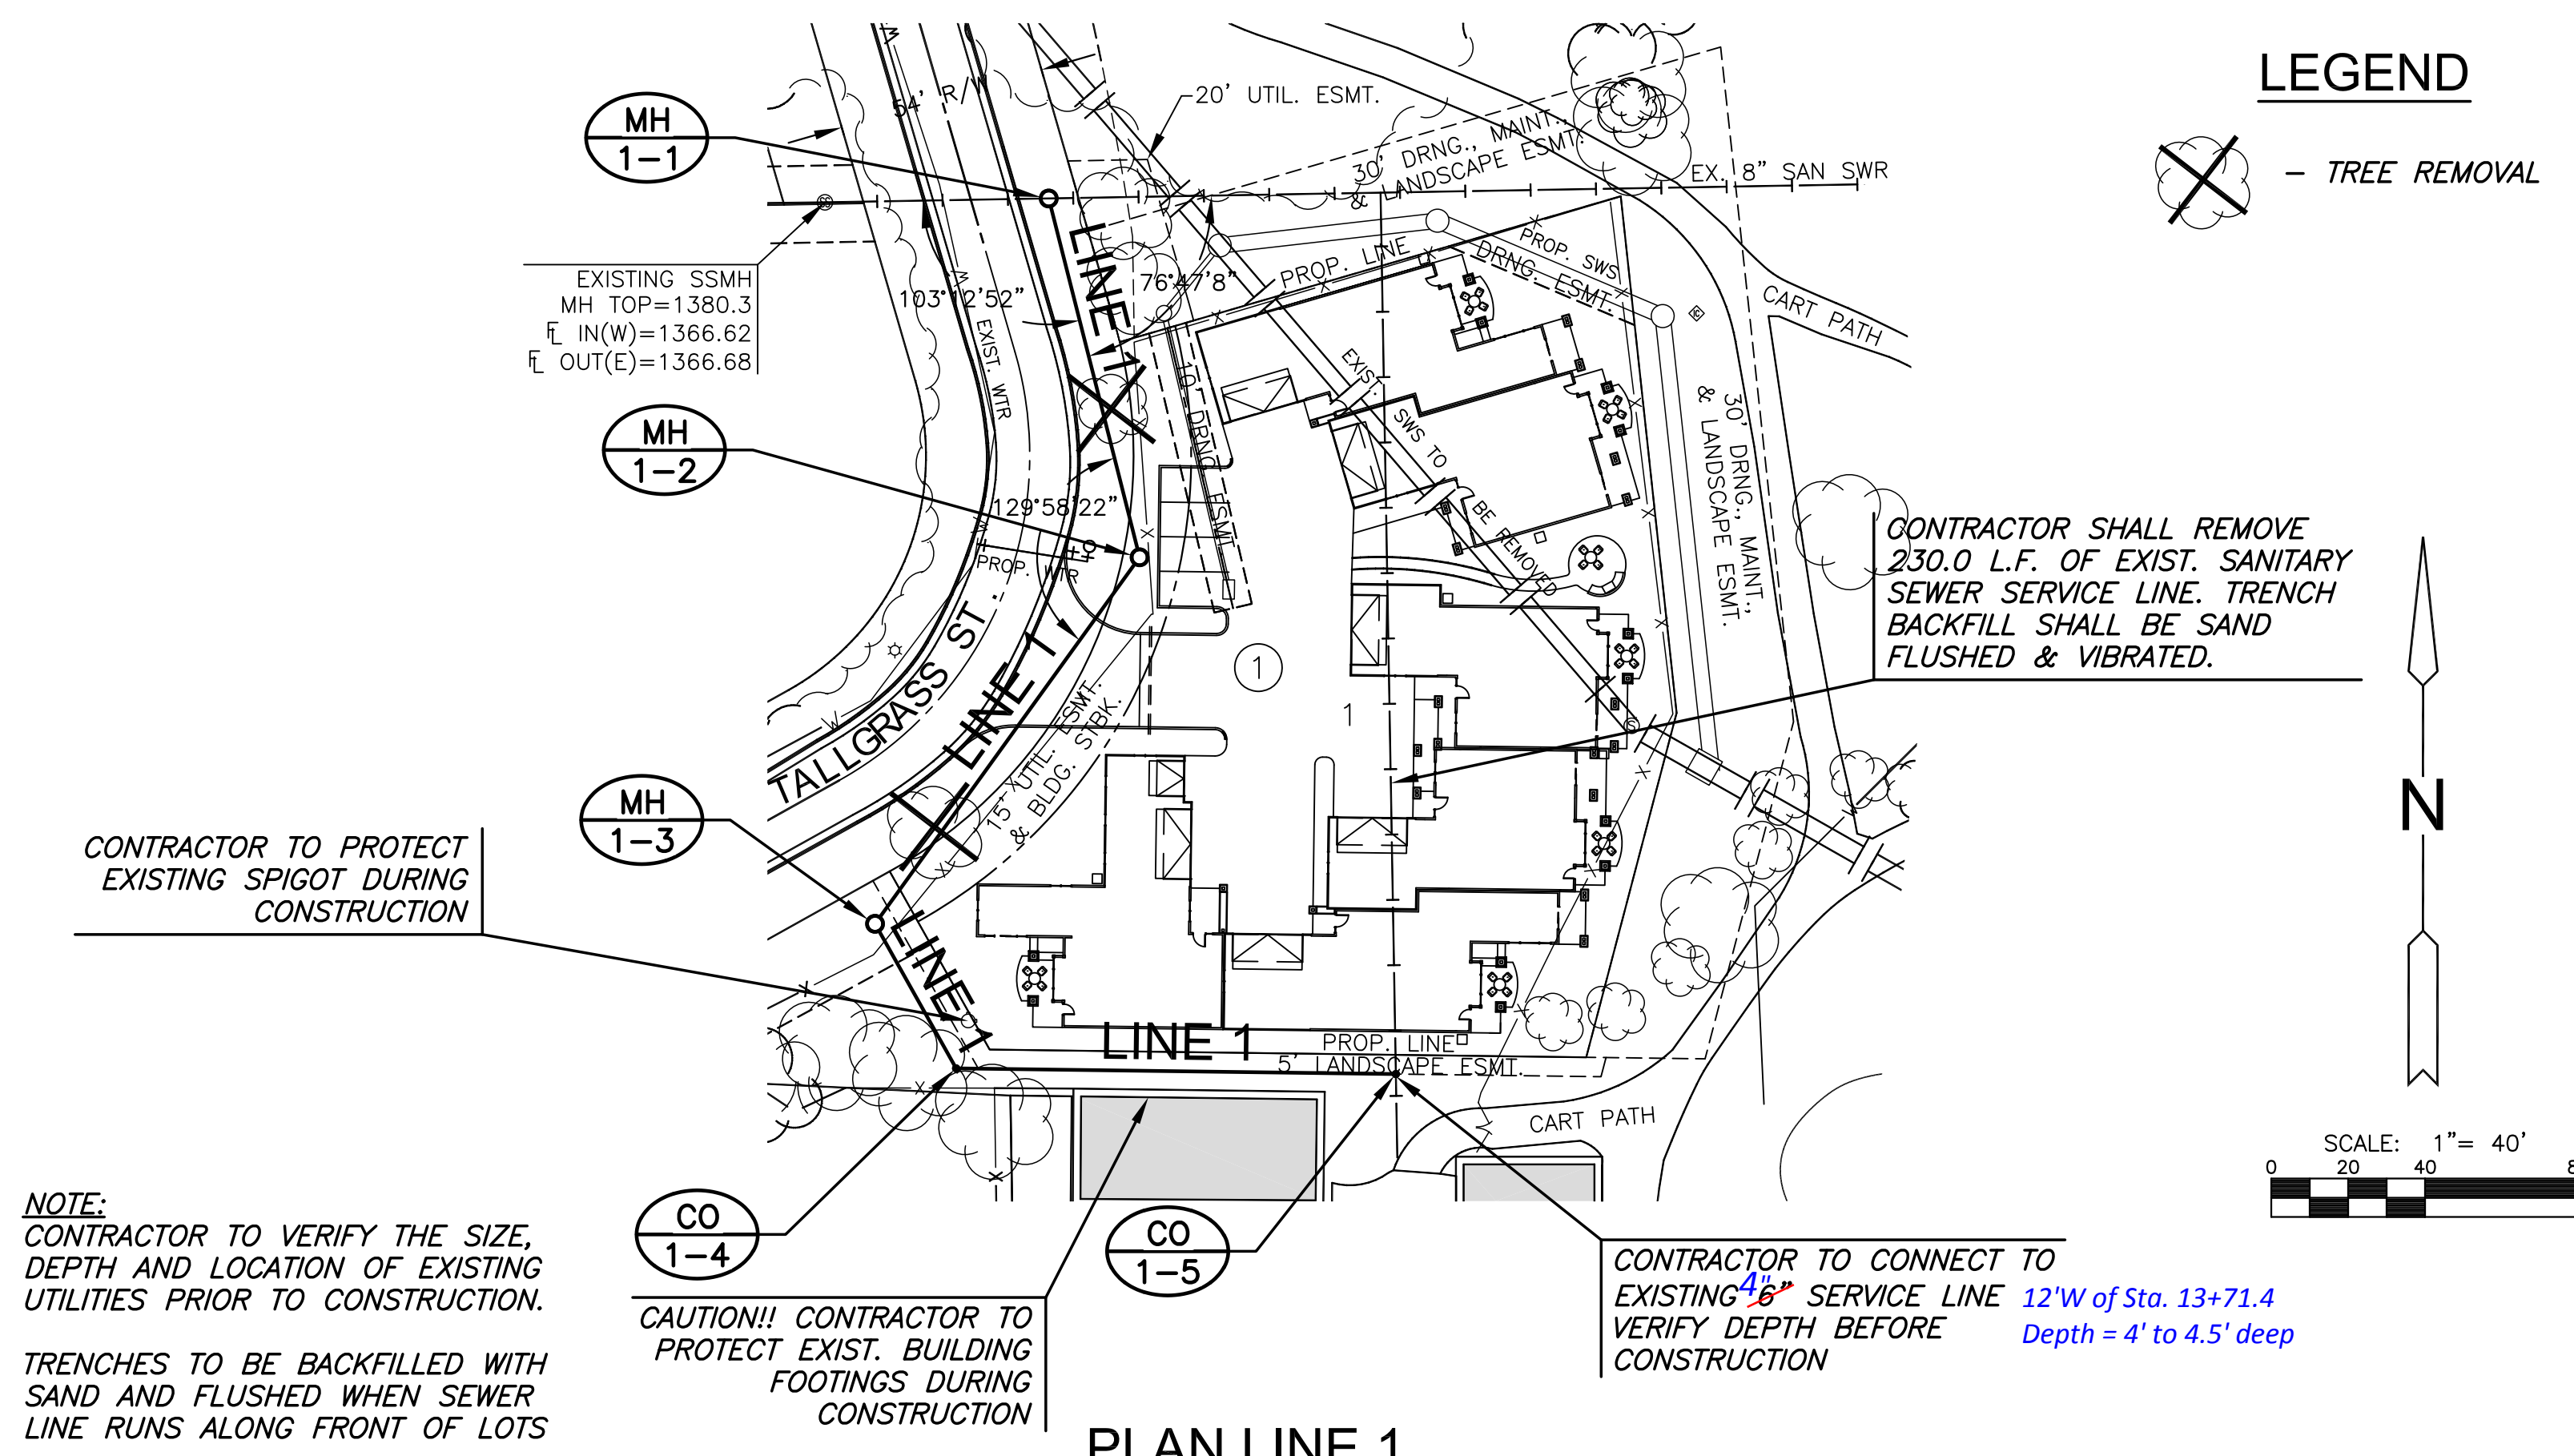 LEGEND
- TREE REMOVAL
54' R/W
20' UTIL. ESMT.
30' DRNG., MAINT.,
& LANDSCAPE ESMT.
EX. 8" SAN SWR
MH
1-1
EXISTING SSMH
MH TOP=1380.3
FL IN(W)=1366.62
FL OUT(E)=1366.68
LINE 1
103°12'52"
76°47'8"
PROP. LINE
PROP. SWS
DRNG. ESMT.
CART PATH
EXIST. WTR
10' DRNG. ESMT.
EXIST. SWS TO BE REMOVED
30' DRNG., MAINT.,
& LANDSCAPE ESMT.
MH
1-2
129°58'22"
PROP. WTR
CONTRACTOR SHALL REMOVE
230.0 L.F. OF EXIST. SANITARY
SEWER SERVICE LINE. TRENCH
BACKFILL SHALL BE SAND
FLUSHED & VIBRATED.
TALLGRASS ST.
LINE 1
15' UTIL. ESMT.
& BLDG. STBK.
1
1
S
N
MH
1-3
CONTRACTOR TO PROTECT
EXISTING SPIGOT DURING
CONSTRUCTION
LINE 1
LINE 1
PROP. LINE
5' LANDSCAPE ESMT.
CART PATH
SCALE: 1"= 40'
0 20 40 8
NOTE:
CONTRACTOR TO VERIFY THE SIZE,
DEPTH AND LOCATION OF EXISTING
UTILITIES PRIOR TO CONSTRUCTION.
TRENCHES TO BE BACKFILLED WITH
SAND AND FLUSHED WHEN SEWER
LINE RUNS ALONG FRONT OF LOTS
CO
1-4
CO
1-5
CAUTION!! CONTRACTOR TO
PROTECT EXIST. BUILDING
FOOTINGS DURING
CONSTRUCTION
CONTRACTOR TO CONNECT TO
EXISTING 4" 6" SERVICE LINE
VERIFY DEPTH BEFORE
CONSTRUCTION
12'W of Sta. 13+71.4
Depth = 4' to 4.5' deep
PLAN LINE 1